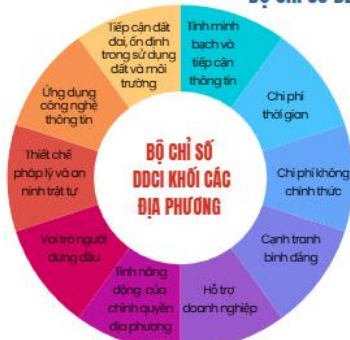 BỘ CHỈ SỐ
Tính minh
bạch và
tiếp cận
thông tin
Chi phí
thời gian
Chi phí không
chính thức
Cạnh tranh
bình đẳng
Hỗ trợ
doanh nghiệp
Tính năng
động của
chính quyền
địa phương
Vai trò người
đứng đầu
Thiết chế
pháp lý và an
ninh trật tự
Ứng dụng
công nghệ
thông tin
Tiếp cận đất
đai, ổn định
trong sử dụng
đất và môi
trường
BỘ CHỈ SỐ
DDCI KHỐI CÁC
ĐỊA PHƯƠNG